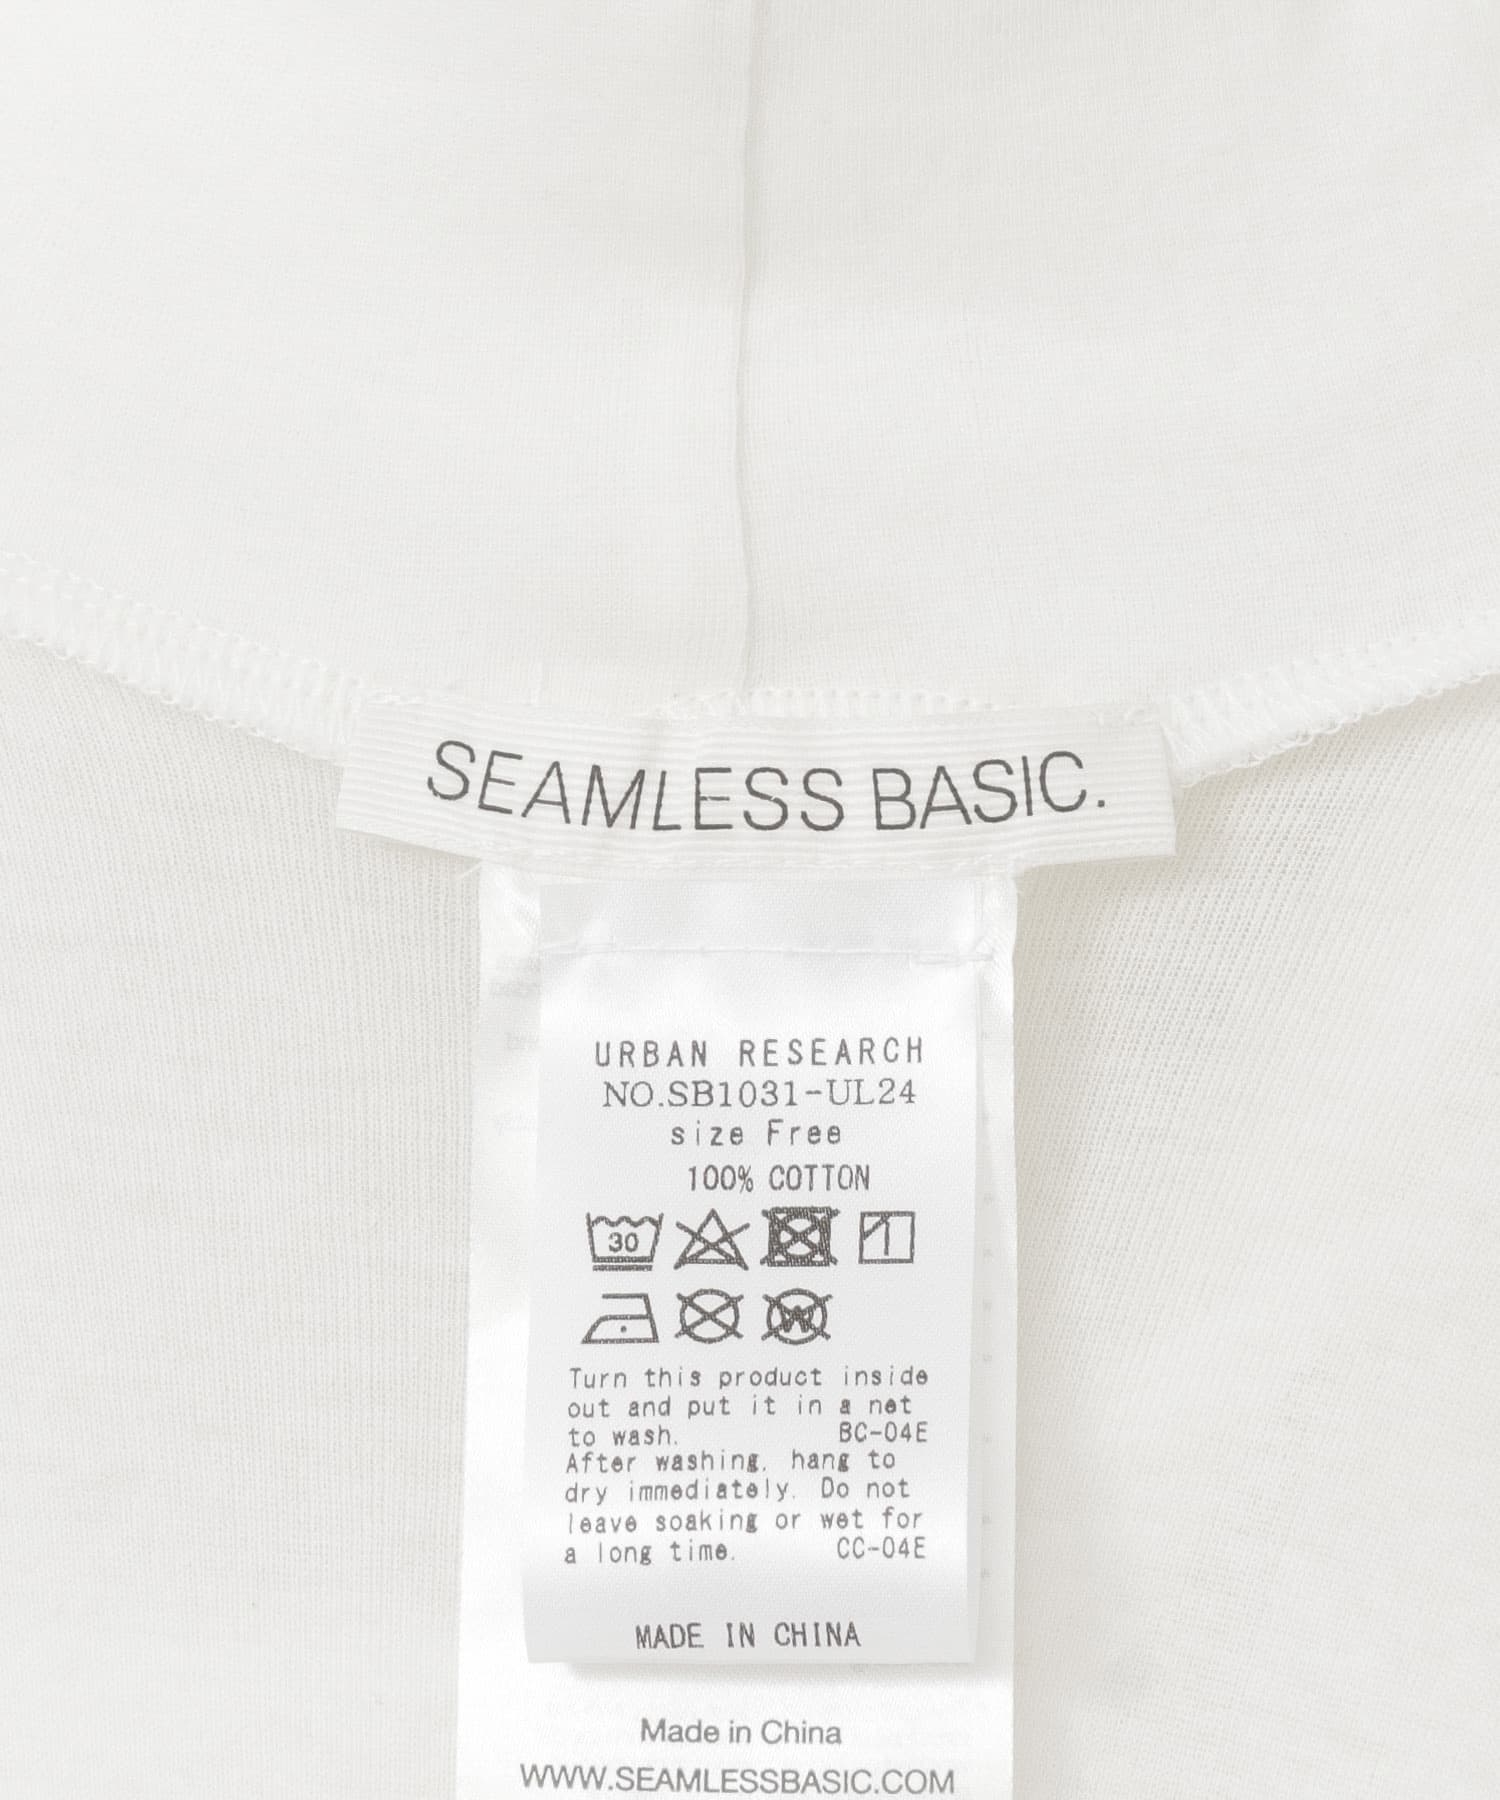 SEAMLESS BASIC.
URBAN RESEARCH
NO.SB1031-UL24
size Free
100% COTTON
30
W
Turn this product inside
out and put it in a net
to wash. BC-04E
After washing, hang to
dry immediately. Do not
leave soaking or wet for
a long time. CC-04E
MADE IN CHINA
Made in China
WWW.SEAMLESSBASIC.COM